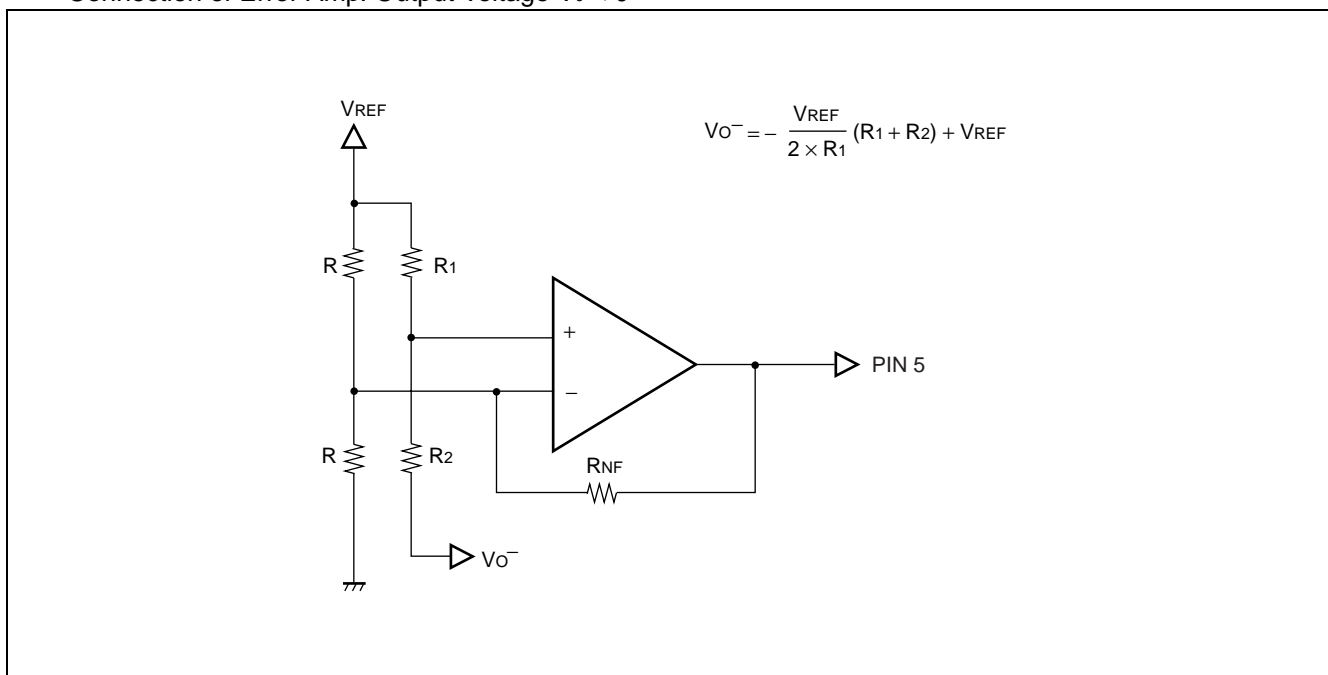 VREF
Vo⁻ = − VREF / 2 × R1 (R1 + R2) + VREF
R
R1
+
−
PIN 5
R
R2
RNF
Vo⁻